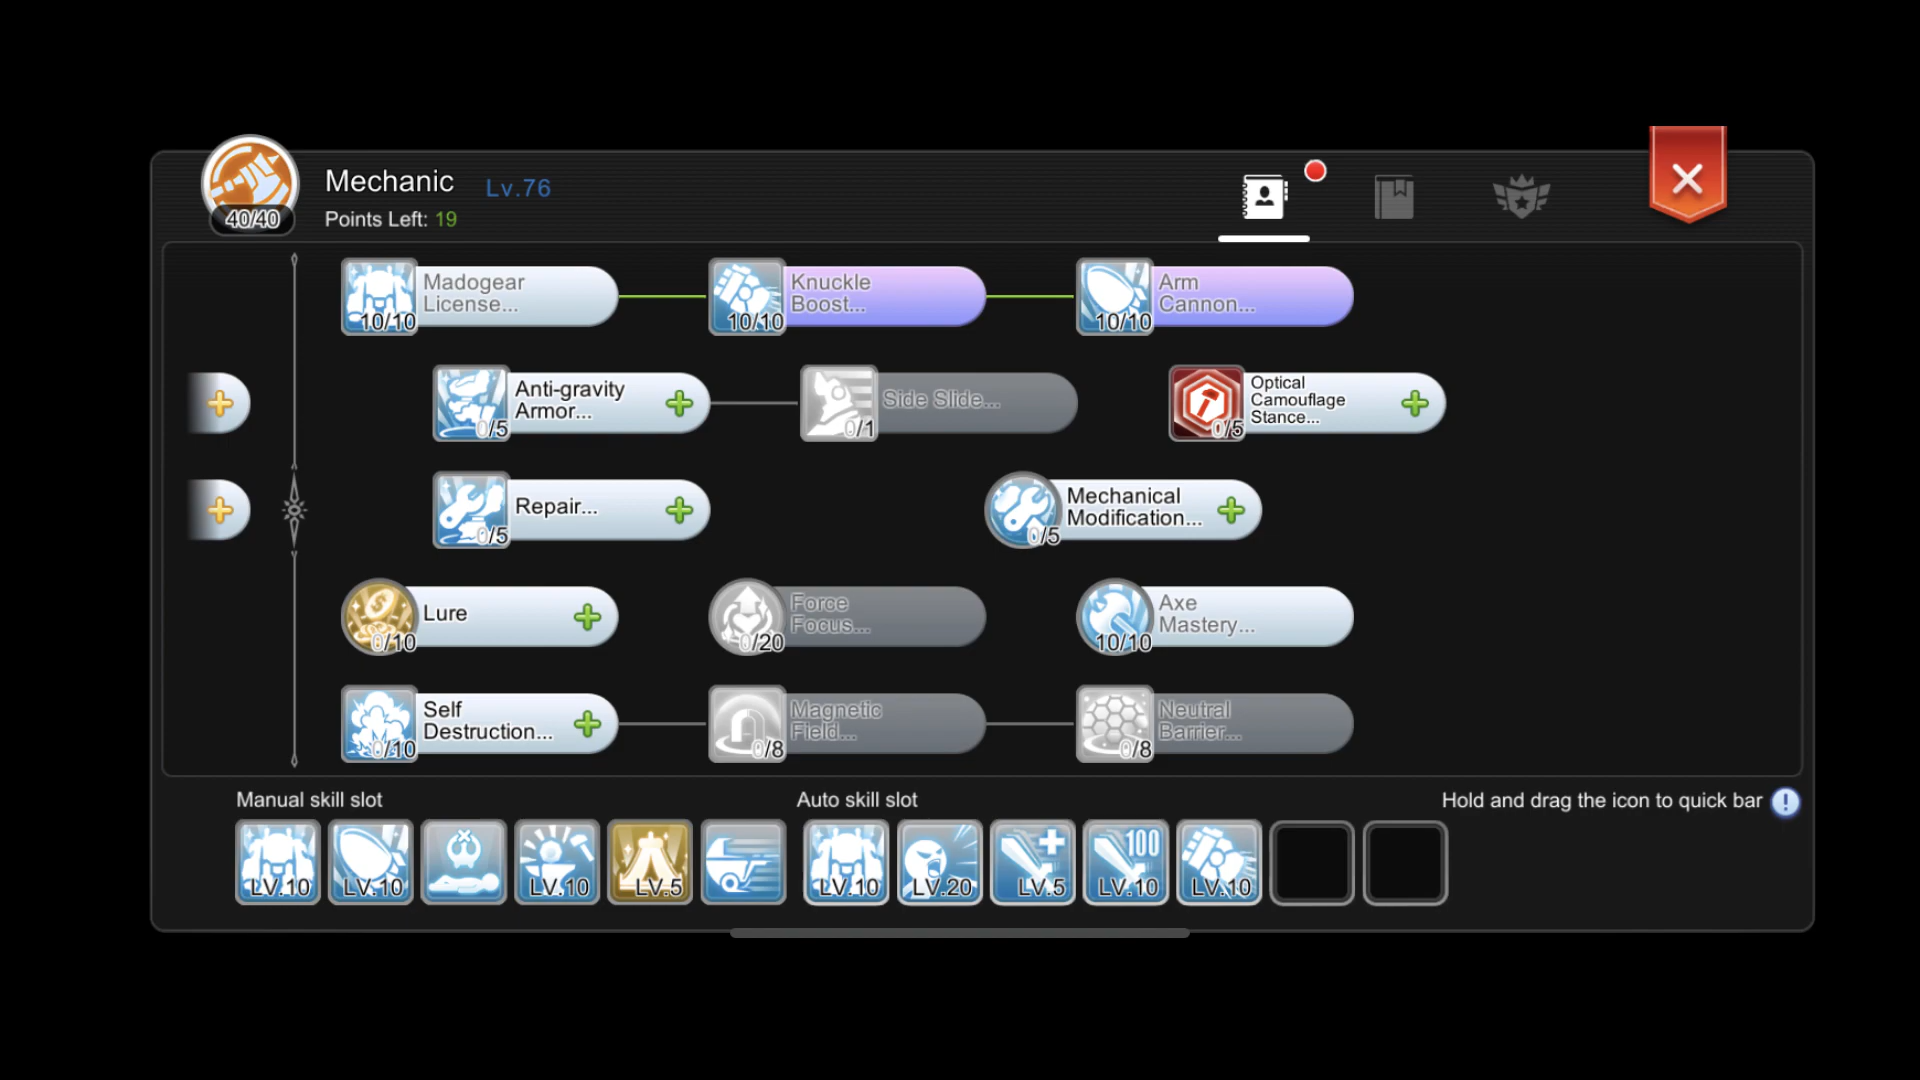 Mechanic Lv.76
40/40
Points Left: 19
Madogear
License...
10/10
Knuckle
Boost...
10/10
Arm
Cannon...
10/10
Anti-gravity
Armor...
0/5
Side Slide...
0/1
Optical
Camouflage
Stance...
0/5
Repair...
0/5
Mechanical
Modification...
0/5
Lure
0/10
Force
Focus...
0/20
Axe
Mastery...
10/10
Self
Destruction...
0/10
Magnetic
Field...
0/8
Neutral
Barrier...
0/8
Manual skill slot
Auto skill slot
Hold and drag the icon to quick bar
LV.10
LV.10
LV.10
LV.5
LV.10
LV.20
LV.5
100
LV.10
LV.10